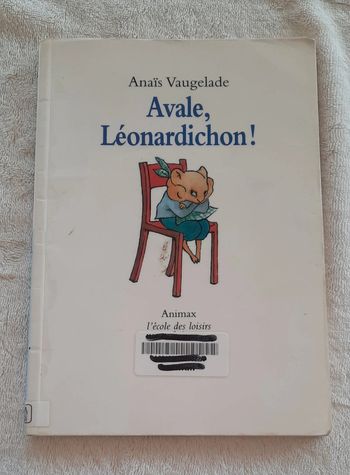 Anaïs Vaugelade
Avale,
Léonardichon !
Animax
l'école des loisirs